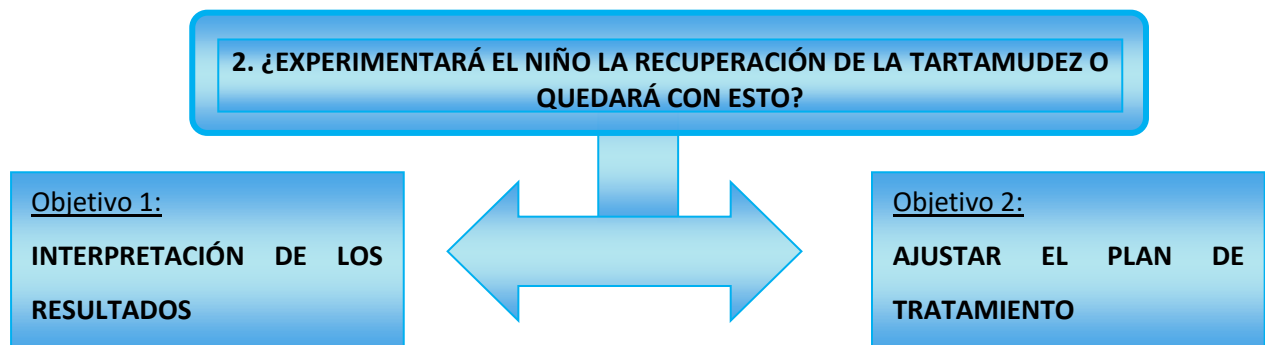 2. ¿EXPERIMENTARÁ EL NIÑO LA RECUPERACIÓN DE LA TARTAMUDEZ O
QUEDARÁ CON ESTO?
Objetivo 1:
INTERPRETACIÓN DE LOS
RESULTADOS
Objetivo 2:
AJUSTAR EL PLAN DE
TRATAMIENTO